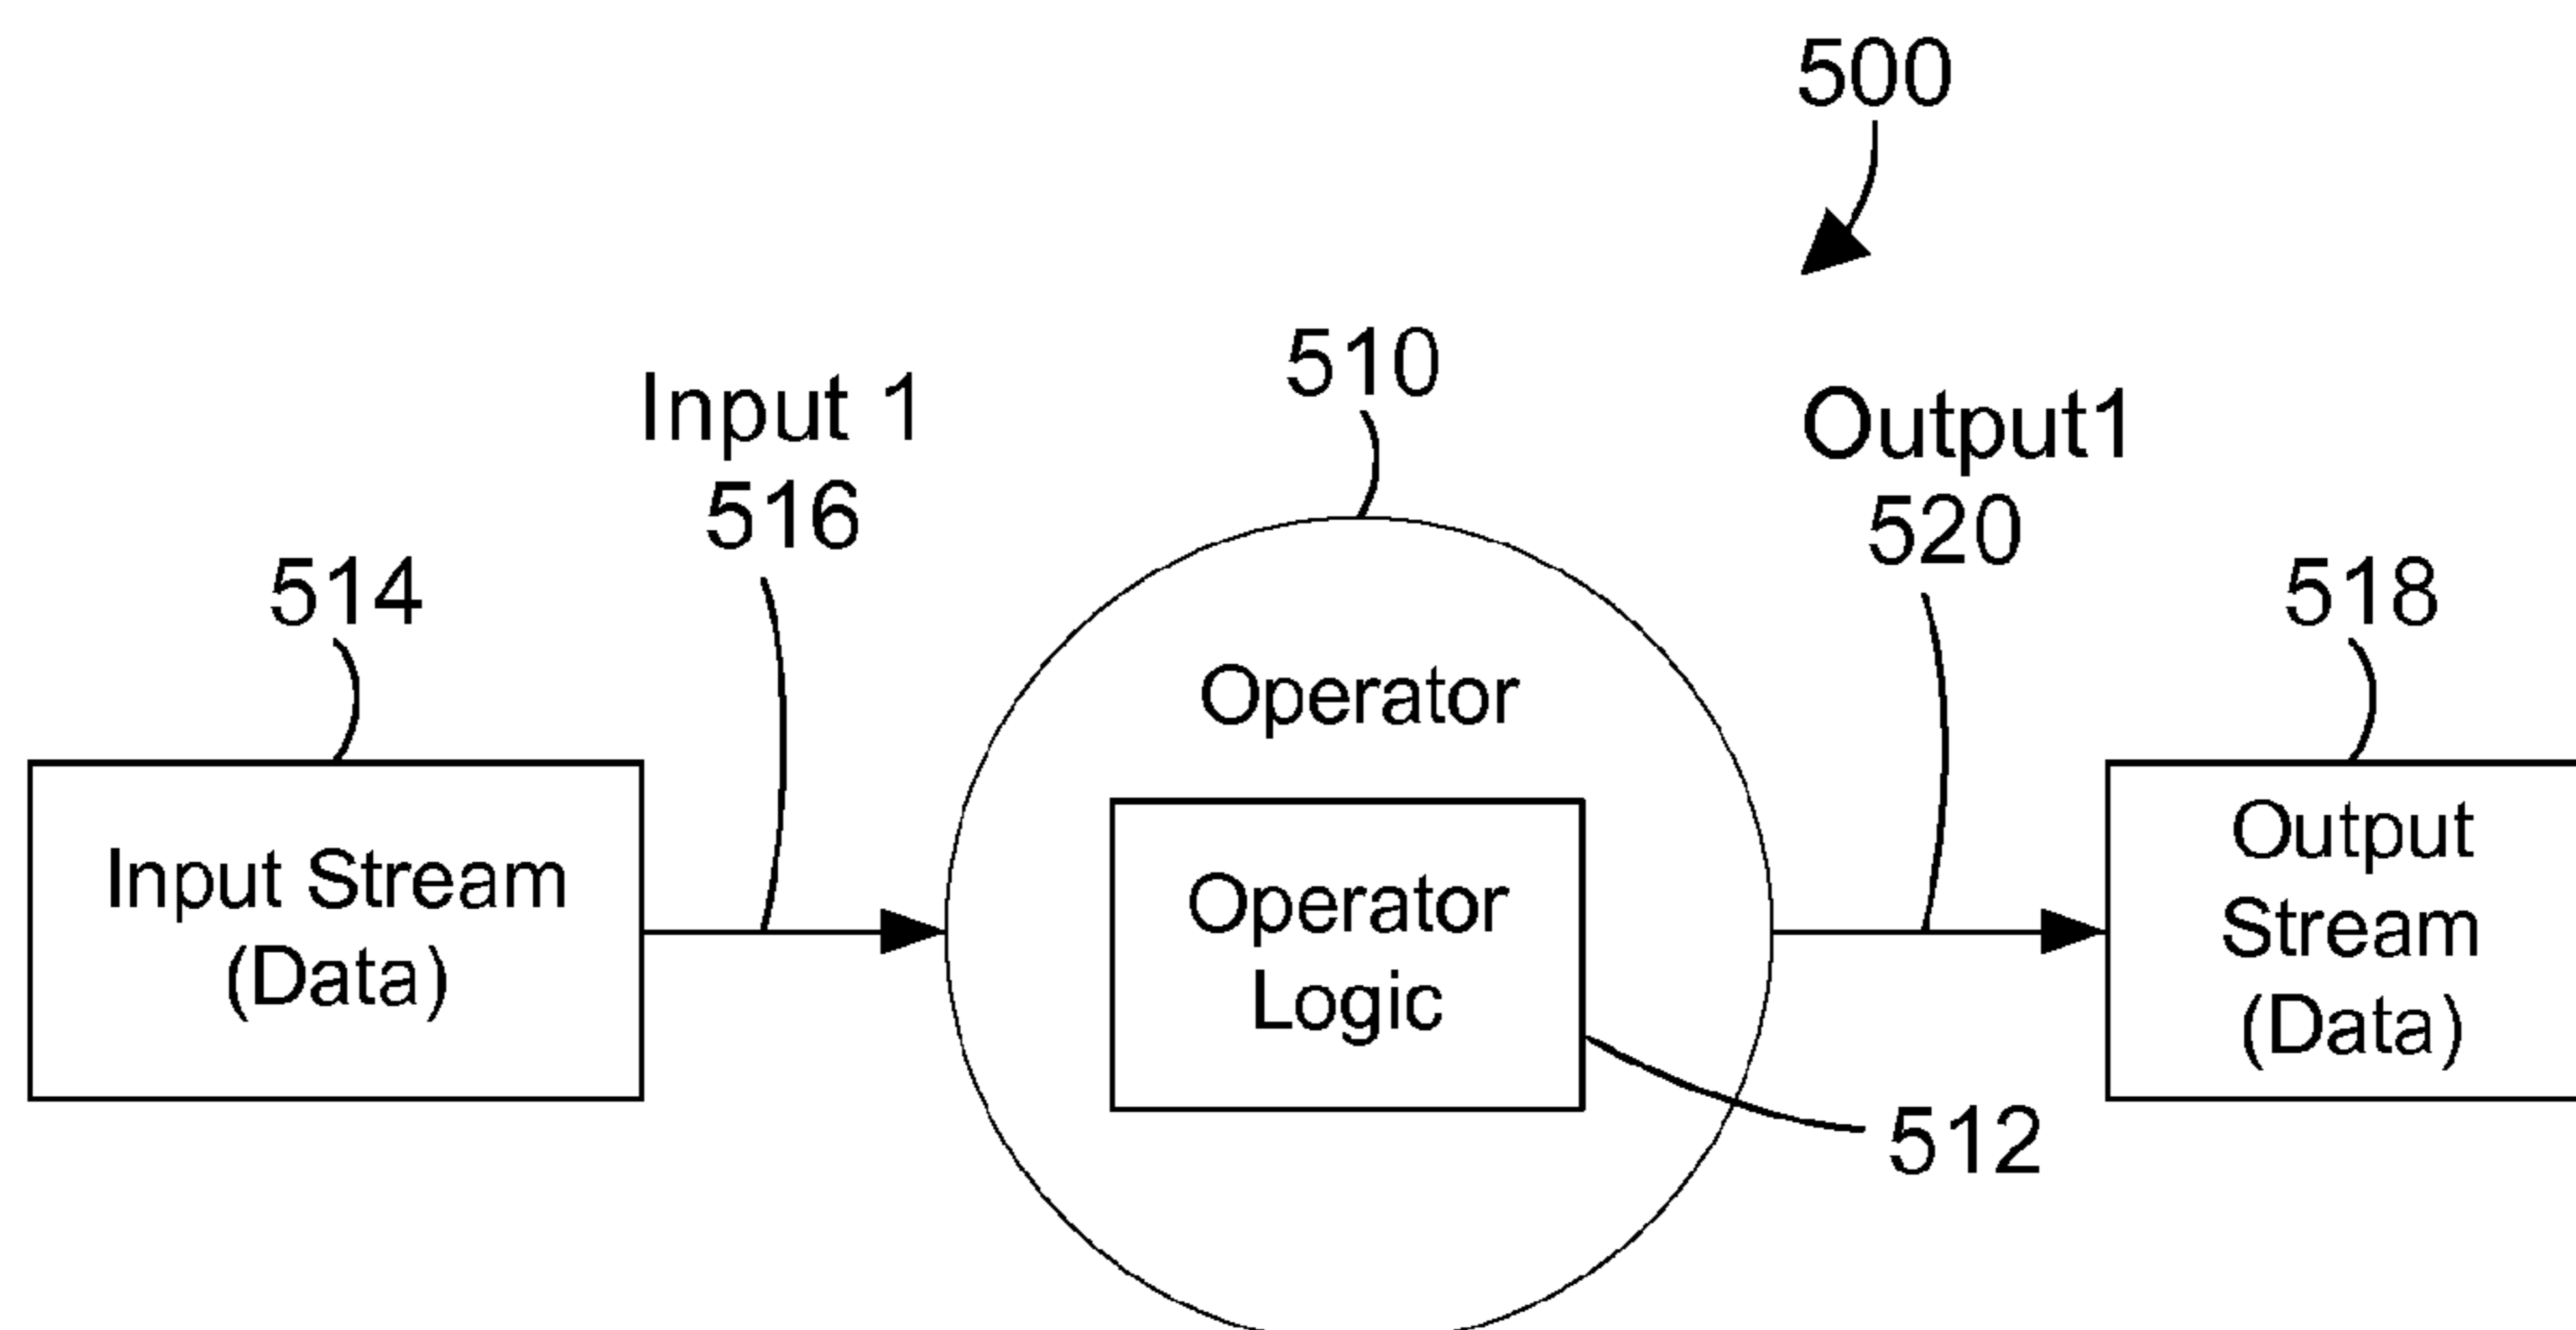 500
510
Input 1
516
Output1
520
514
518
Operator
Input Stream
(Data)
Operator
Logic
Output
Stream
(Data)
512